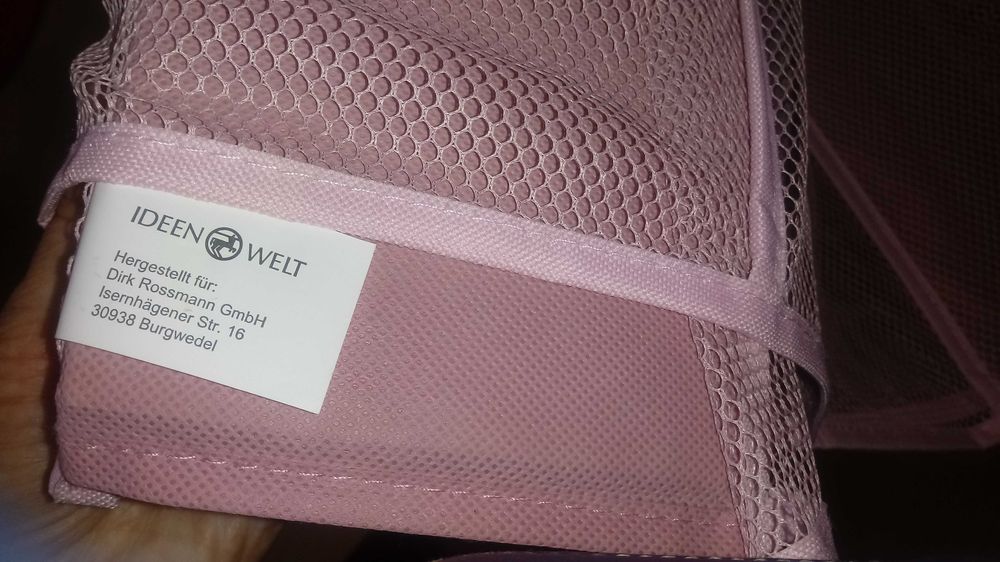 IDEEN WELT
Hergestellt für:
Dirk Rossmann GmbH
Isernhägener Str. 16
30938 Burgwedel